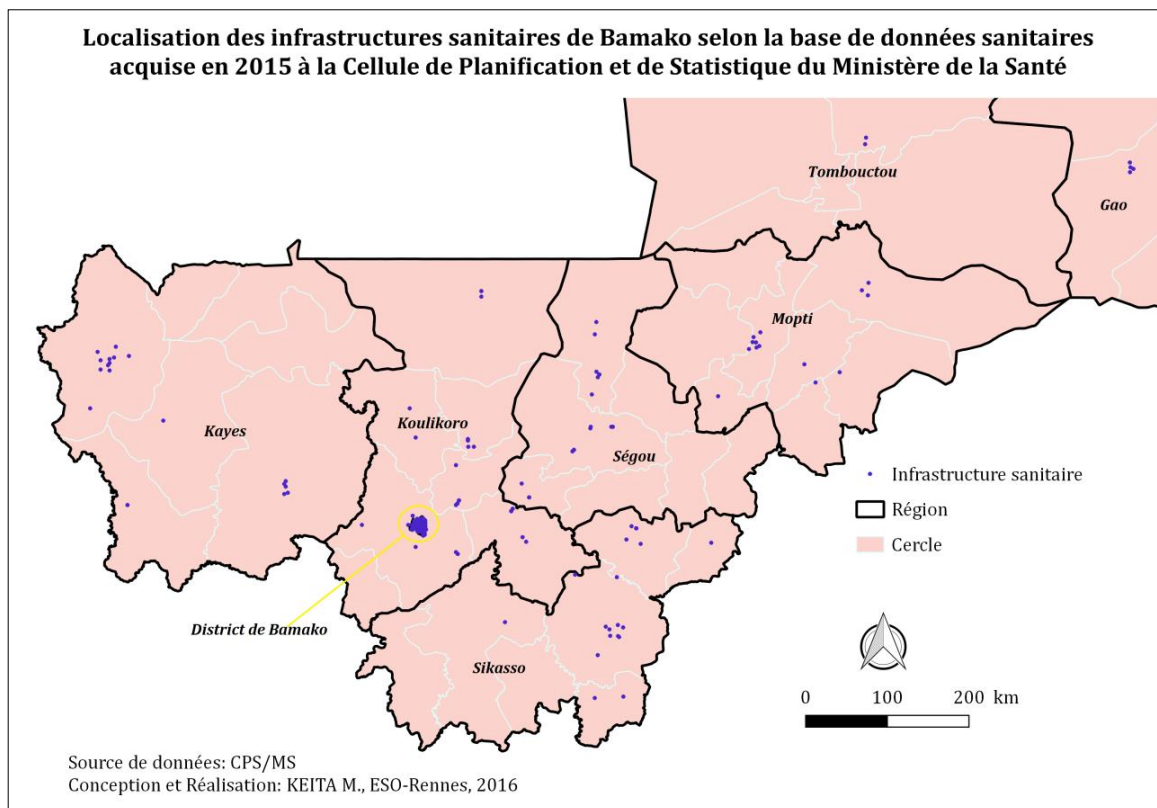 Localisation des infrastructures sanitaires de Bamako selon la base de données sanitaires
acquise en 2015 à la Cellule de Planification et de Statistique du Ministère de la Santé
Tombouctou
Gao
Mopti
Kayes
Koulikoro
Ségou
Infrastructure sanitaire
Région
Cercle
District de Bamako
Sikasso
0 100 200 km
Source de données: CPS/MS
Conception et Réalisation: KEITA M., ESO-Rennes, 2016